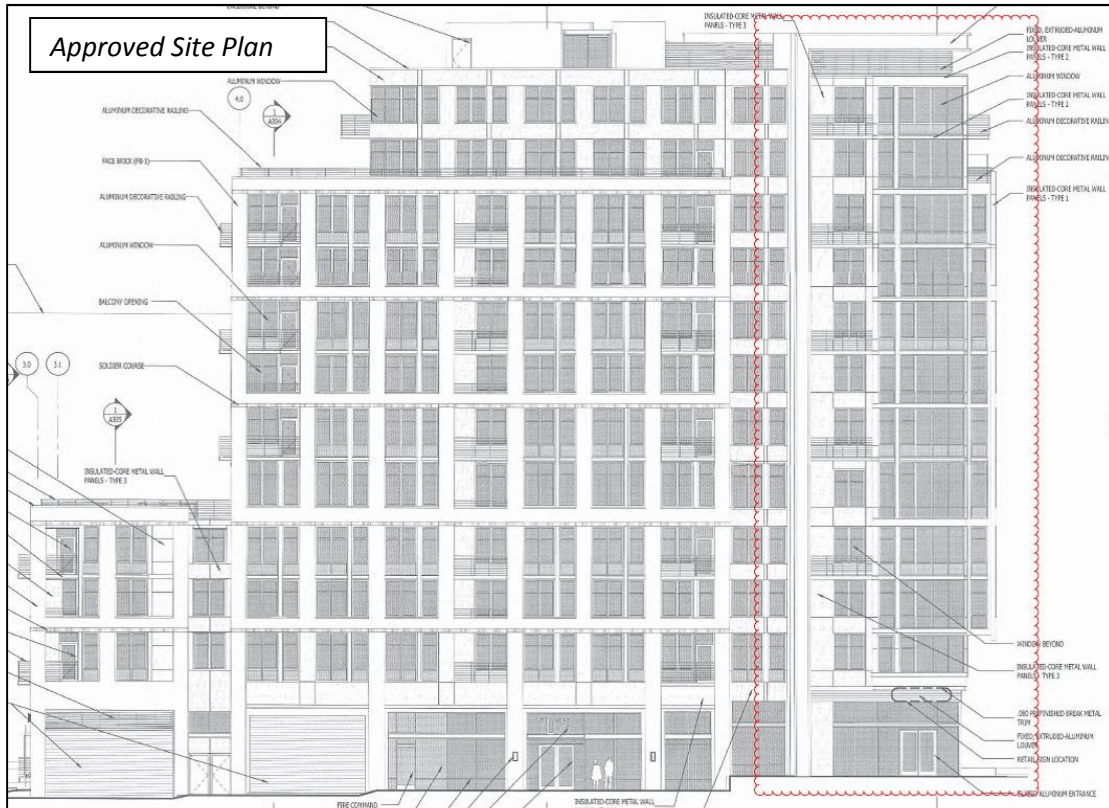 Approved Site Plan
ALUMINUM WINDOW
4.0
1
A304
ALUMINUM DECORATIVE RAILING
FACE BRICK (FB-1)
ALUMINUM DECORATIVE RAILING
ALUMINUM WINDOW
BALCONY OPENING
SOLDIER COURSE
3.0
3.1
1
A305
INSULATED-CORE METAL WALL
PANELS - TYPE 3
FIRE COMMAND
INSULATED-CORE METAL WALL
INSULATED-CORE METAL WALL
PANELS - TYPE 3
FIXED, EXTRUDED-ALUMINUM
LOUVER
INSULATED-CORE METAL WALL
PANELS - TYPE 2
ALUMINUM WINDOW
INSULATED-CORE METAL WALL
PANELS - TYPE 2
ALUMINUM DECORATIVE RAILING
ALUMINUM DECORATIVE RAILING
INSULATED-CORE METAL WALL
PANELS - TYPE 1
WINDOW BEYOND
INSULATED-CORE METAL WALL
PANELS - TYPE 3
.080 PREFINISHED BREAK METAL
TRIM
FIXED, EXTRUDED-ALUMINUM
LOUVER
RETAIL SIGN LOCATION
ALUMINUM ENTRANCE